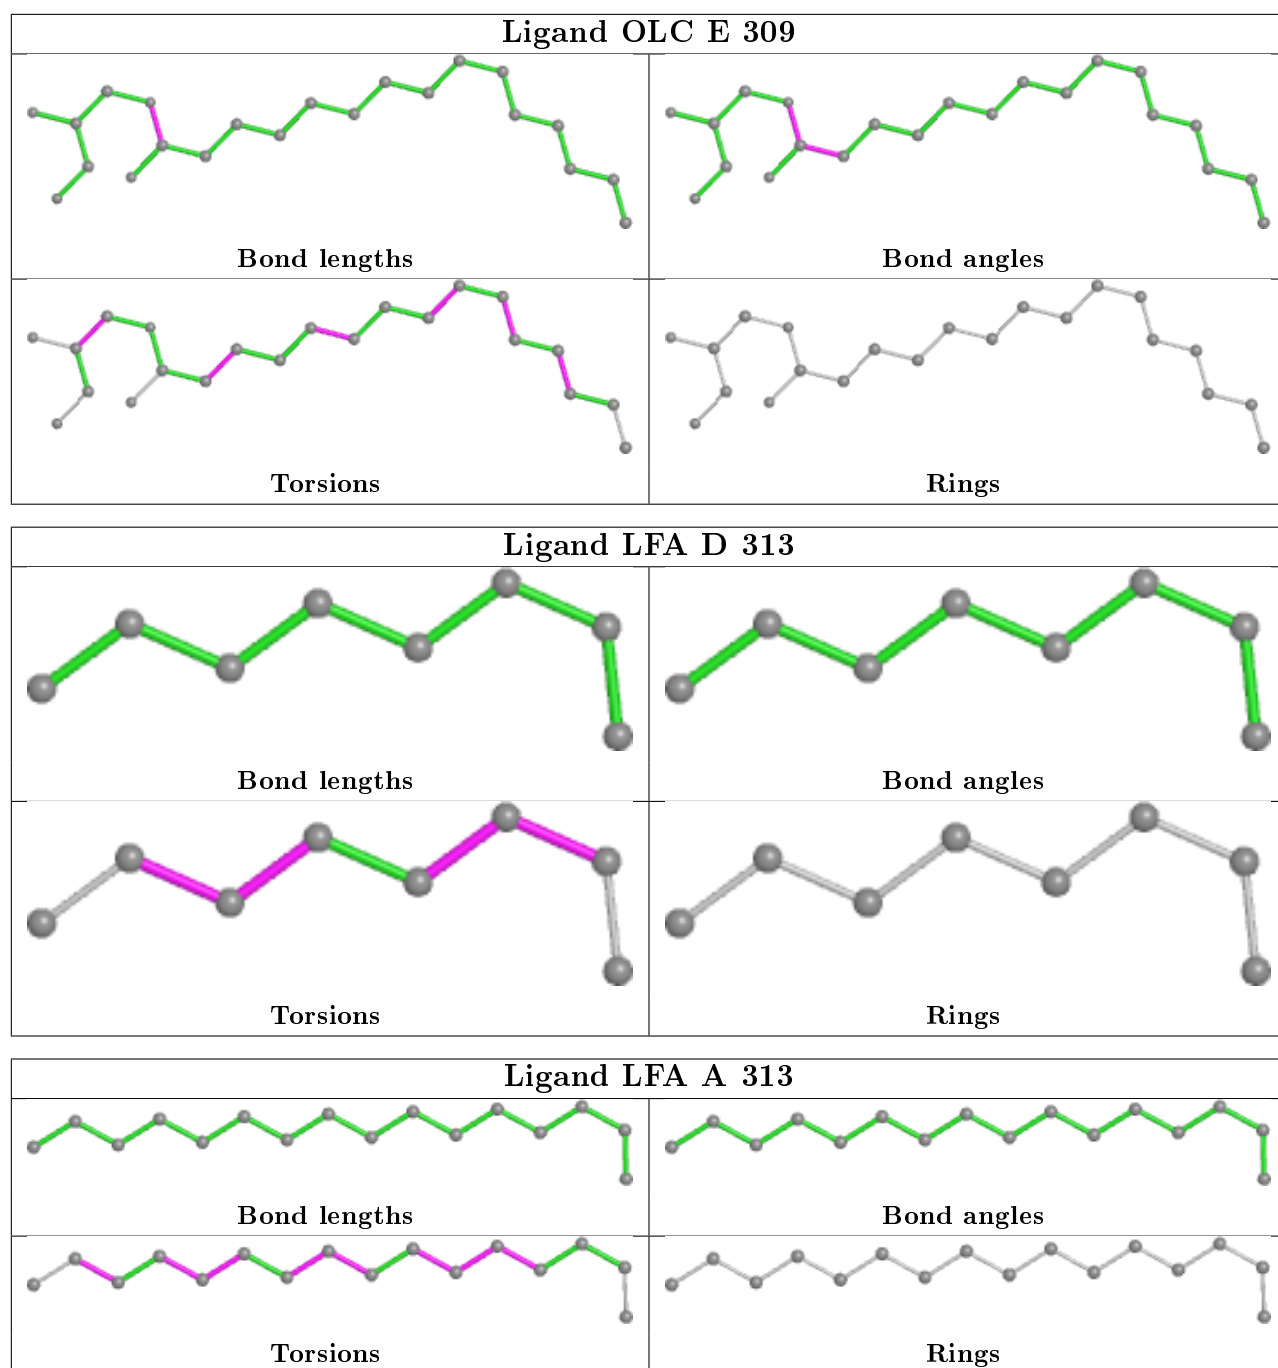 Ligand OLC E 309
Bond lengths
Bond angles
Torsions
Rings
Ligand LFA D 313
Bond lengths
Bond angles
Torsions
Rings
Ligand LFA A 313
Bond lengths
Bond angles
Torsions
Rings